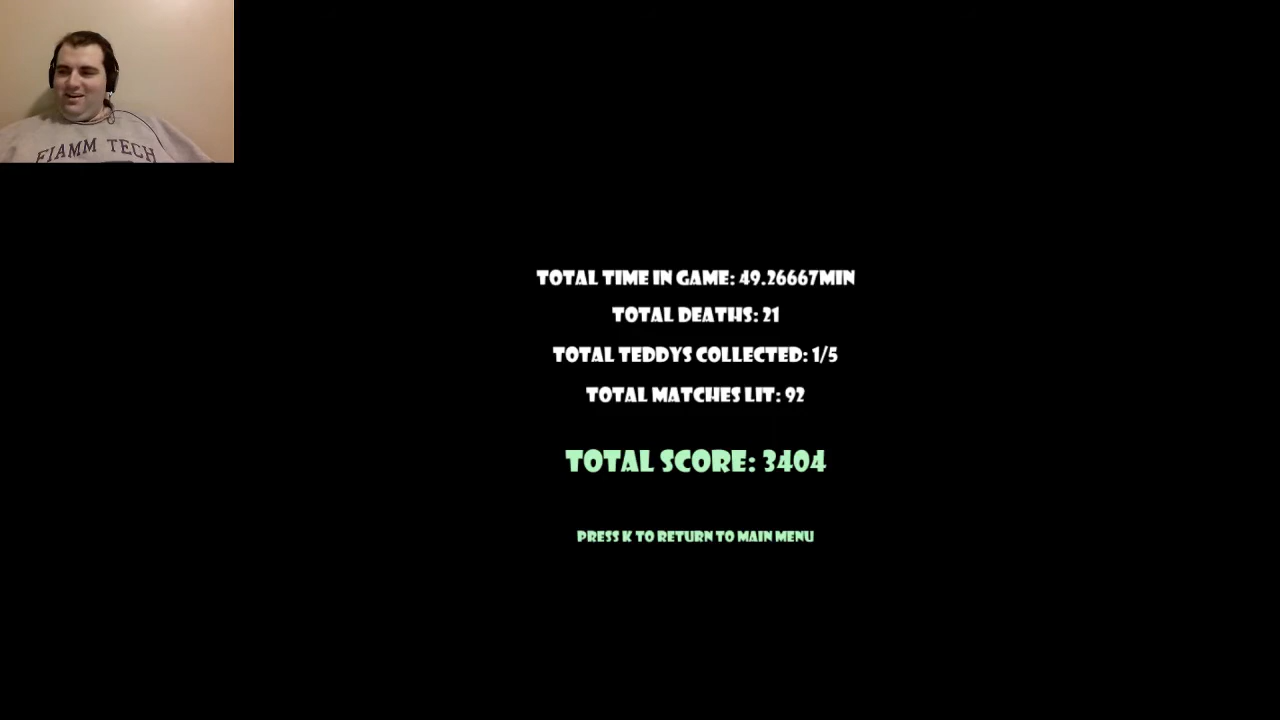 FIAMM TECH
TOTAL TIME IN GAME: 49.26667MIN
TOTAL DEATHS: 21
TOTAL TEDDYS COLLECTED: 1/5
TOTAL MATCHES LIT: 92
TOTAL SCORE: 3404
PRESS K TO RETURN TO MAIN MENU